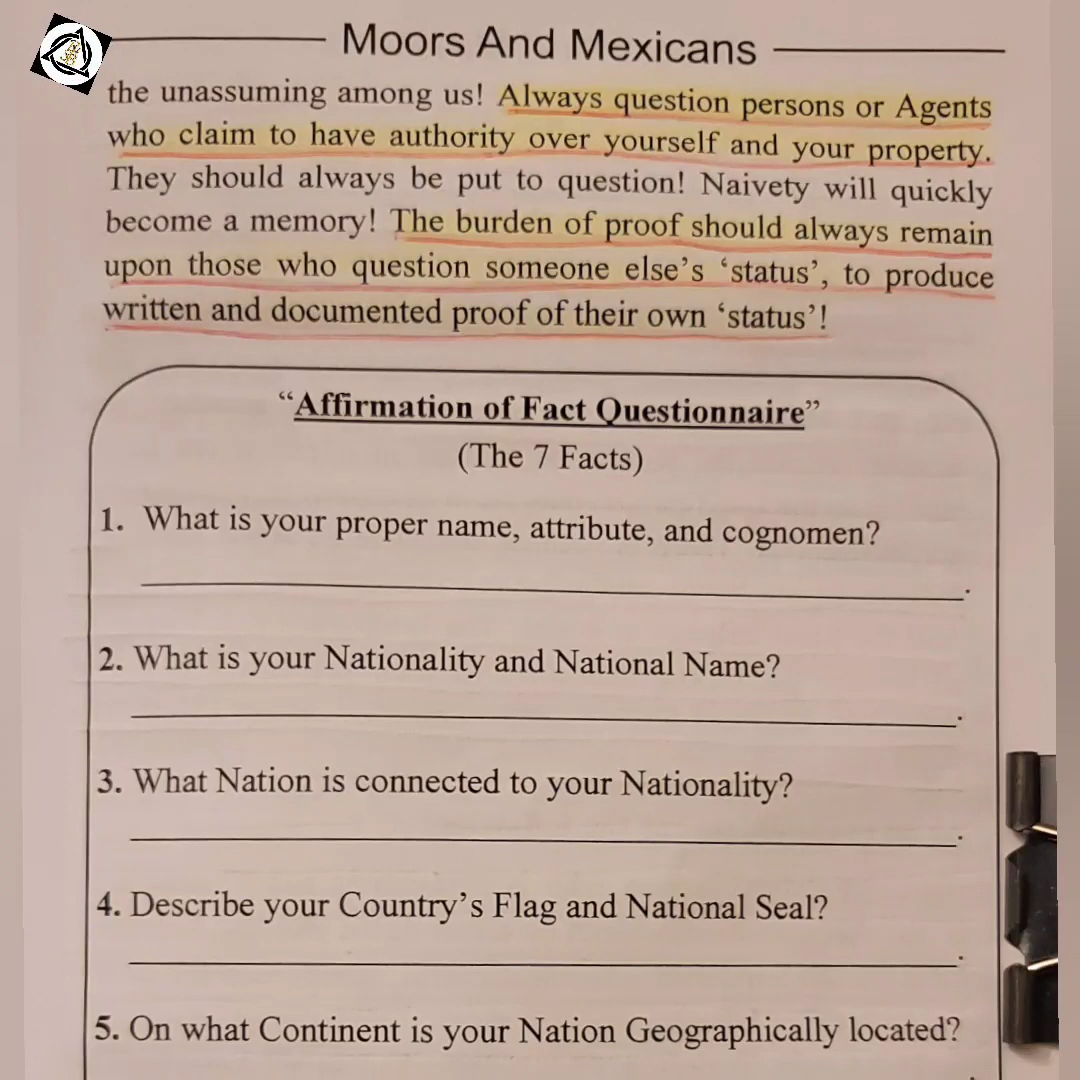 Moors And Mexicans
the unassuming among us! Always question persons or Agents
who claim to have authority over yourself and your property.
They should always be put to question! Naivety will quickly
become a memory! The burden of proof should always remain
upon those who question someone else’s ‘status’, to produce
written and documented proof of their own ‘status’!
“Affirmation of Fact Questionnaire”
(The 7 Facts)
1. What is your proper name, attribute, and cognomen?
2. What is your Nationality and National Name?
3. What Nation is connected to your Nationality?
4. Describe your Country’s Flag and National Seal?
5. On what Continent is your Nation Geographically located?